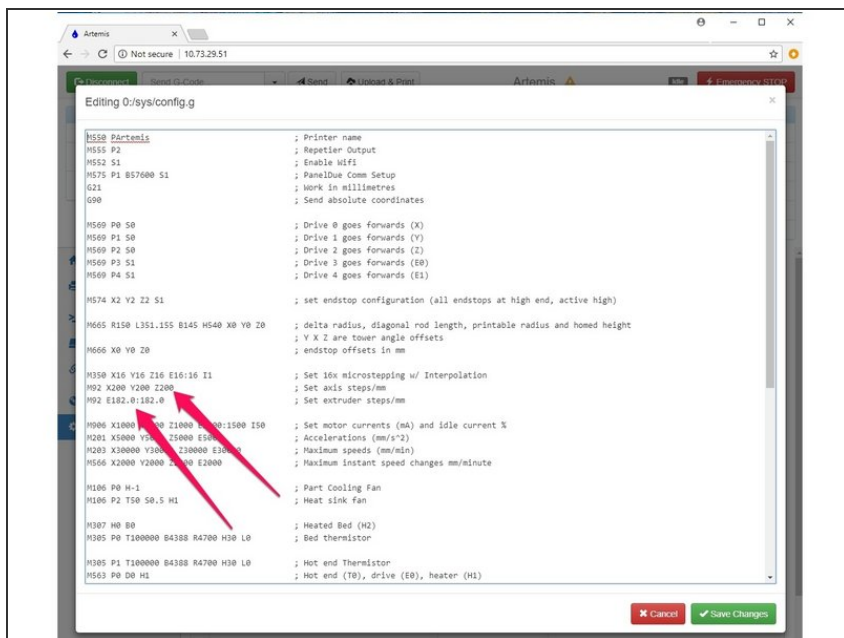 Artemis
Not secure | 10.73.29.51
Disconnect Send G-Code Send Upload & Print Artemis Idle Emergency STOP
Editing 0:/sys/config.g
M550 PArtemis ; Printer name
M555 P2 ; Repetier Output
M552 S1 ; Enable Wifi
M575 P1 B57600 S1 ; PanelDue Comm Setup
G21 ; Work in millimetres
G90 ; Send absolute coordinates
M569 P0 S0 ; Drive 0 goes forwards (X)
M569 P1 S0 ; Drive 1 goes forwards (Y)
M569 P2 S0 ; Drive 2 goes forwards (Z)
M569 P3 S1 ; Drive 3 goes forwards (E0)
M569 P4 S1 ; Drive 4 goes forwards (E1)
M574 X2 Y2 Z2 S1 ; set endstop configuration (all endstops at high end, active high)
M665 R150 L351.155 B145 H540 X0 Y0 Z0 ; delta radius, diagonal rod length, printable radius and homed height
; Y X Z are tower angle offsets
M666 X0 Y0 Z0 ; endstop offsets in mm
M350 X16 Y16 Z16 E16:16 I1 ; Set 16x microstepping w/ Interpolation
M92 X200 Y200 Z200 ; Set axis steps/mm
M92 E182.0:182.0 ; Set extruder steps/mm
M906 X1000 Z1000 :1500 I50 ; Set motor currents (mA) and idle current %
M201 X5000 Z5000 ; Accelerations (mm/s^2)
M203 X30000 Z30000 ; Maximum speeds (mm/min)
M566 X2000 Y2000 E2000 ; Maximum instant speed changes mm/minute
M106 P0 H-1 ; Part Cooling Fan
M106 P2 T50 S0.5 H1 ; Heat sink fan
M307 H0 B0 ; Heated Bed (H2)
M305 P0 T100000 B4388 R4700 H30 L0 ; Bed thermistor
M305 P1 T100000 B4388 R4700 H30 L0 ; Hot end Thermistor
M563 P0 D0 H1 ; Hot end (T0), drive (E0), heater (H1)
Cancel Save Changes